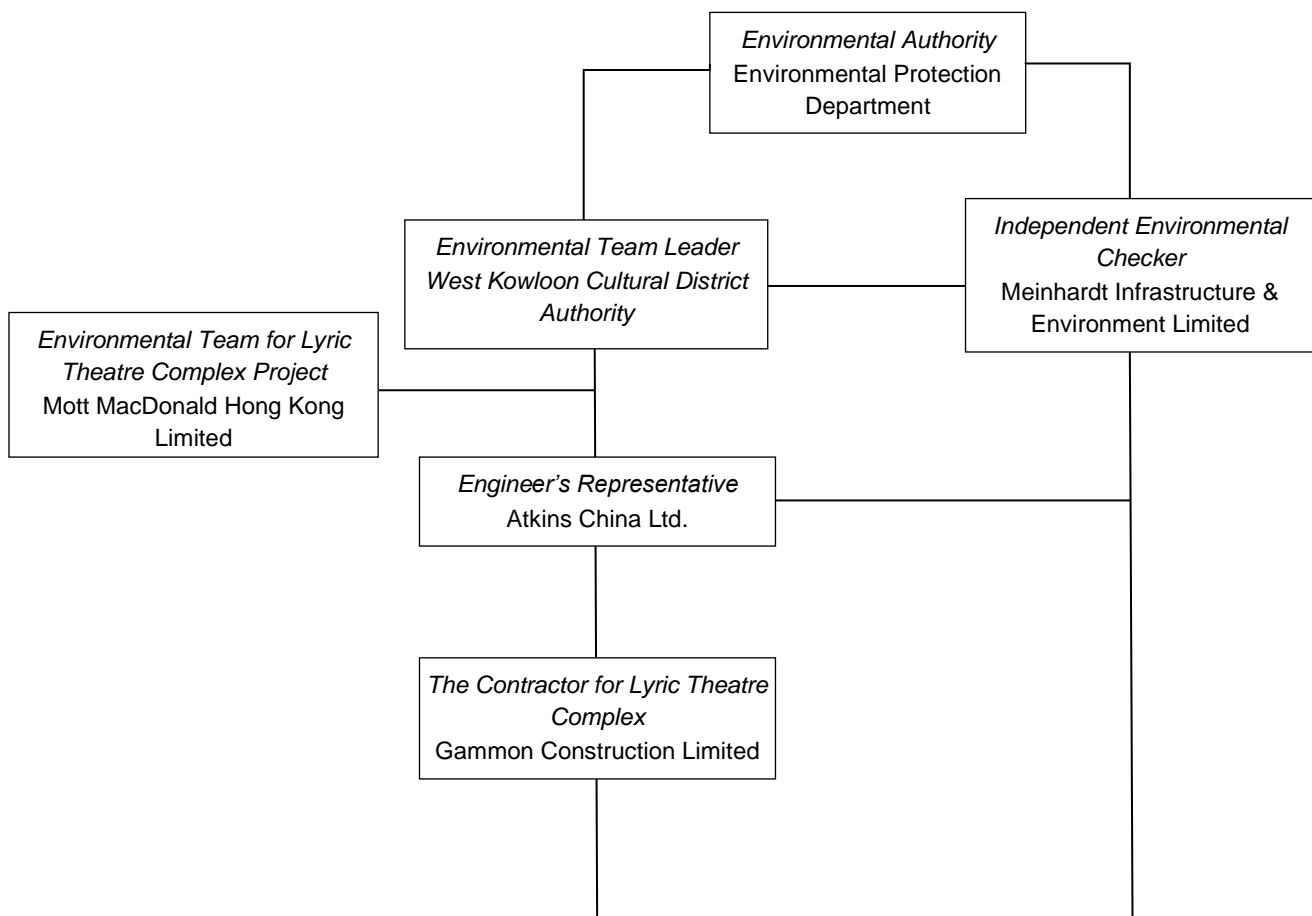 Environmental Authority
Environmental Protection
Department
Environmental Team Leader
West Kowloon Cultural District
Authority
Independent Environmental
Checker
Meinhardt Infrastructure &
Environment Limited
Environmental Team for Lyric
Theatre Complex Project
Mott MacDonald Hong Kong
Limited
Engineer’s Representative
Atkins China Ltd.
The Contractor for Lyric Theatre
Complex
Gammon Construction Limited